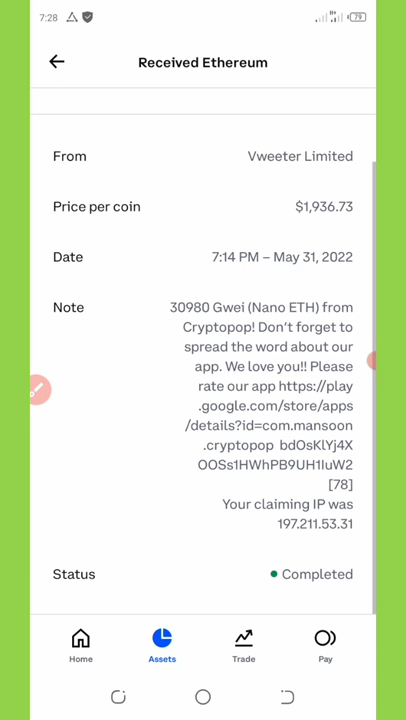 7:28 79
Received Ethereum
From Vweeter Limited
Price per coin $1,936.73
Date 7:14 PM – May 31, 2022
Note 30980 Gwei (Nano ETH) from
Cryptopop! Don't forget to
spread the word about our
app. We love you!! Please
rate our app https://play
.google.com/store/apps
/details?id=com.mansoon
.cryptopop bdOsKlYj4X
OOSs1HWhPB9UH1IuW2
[78]
Your claiming IP was
197.211.53.31
Status Completed
Home Assets Trade Pay